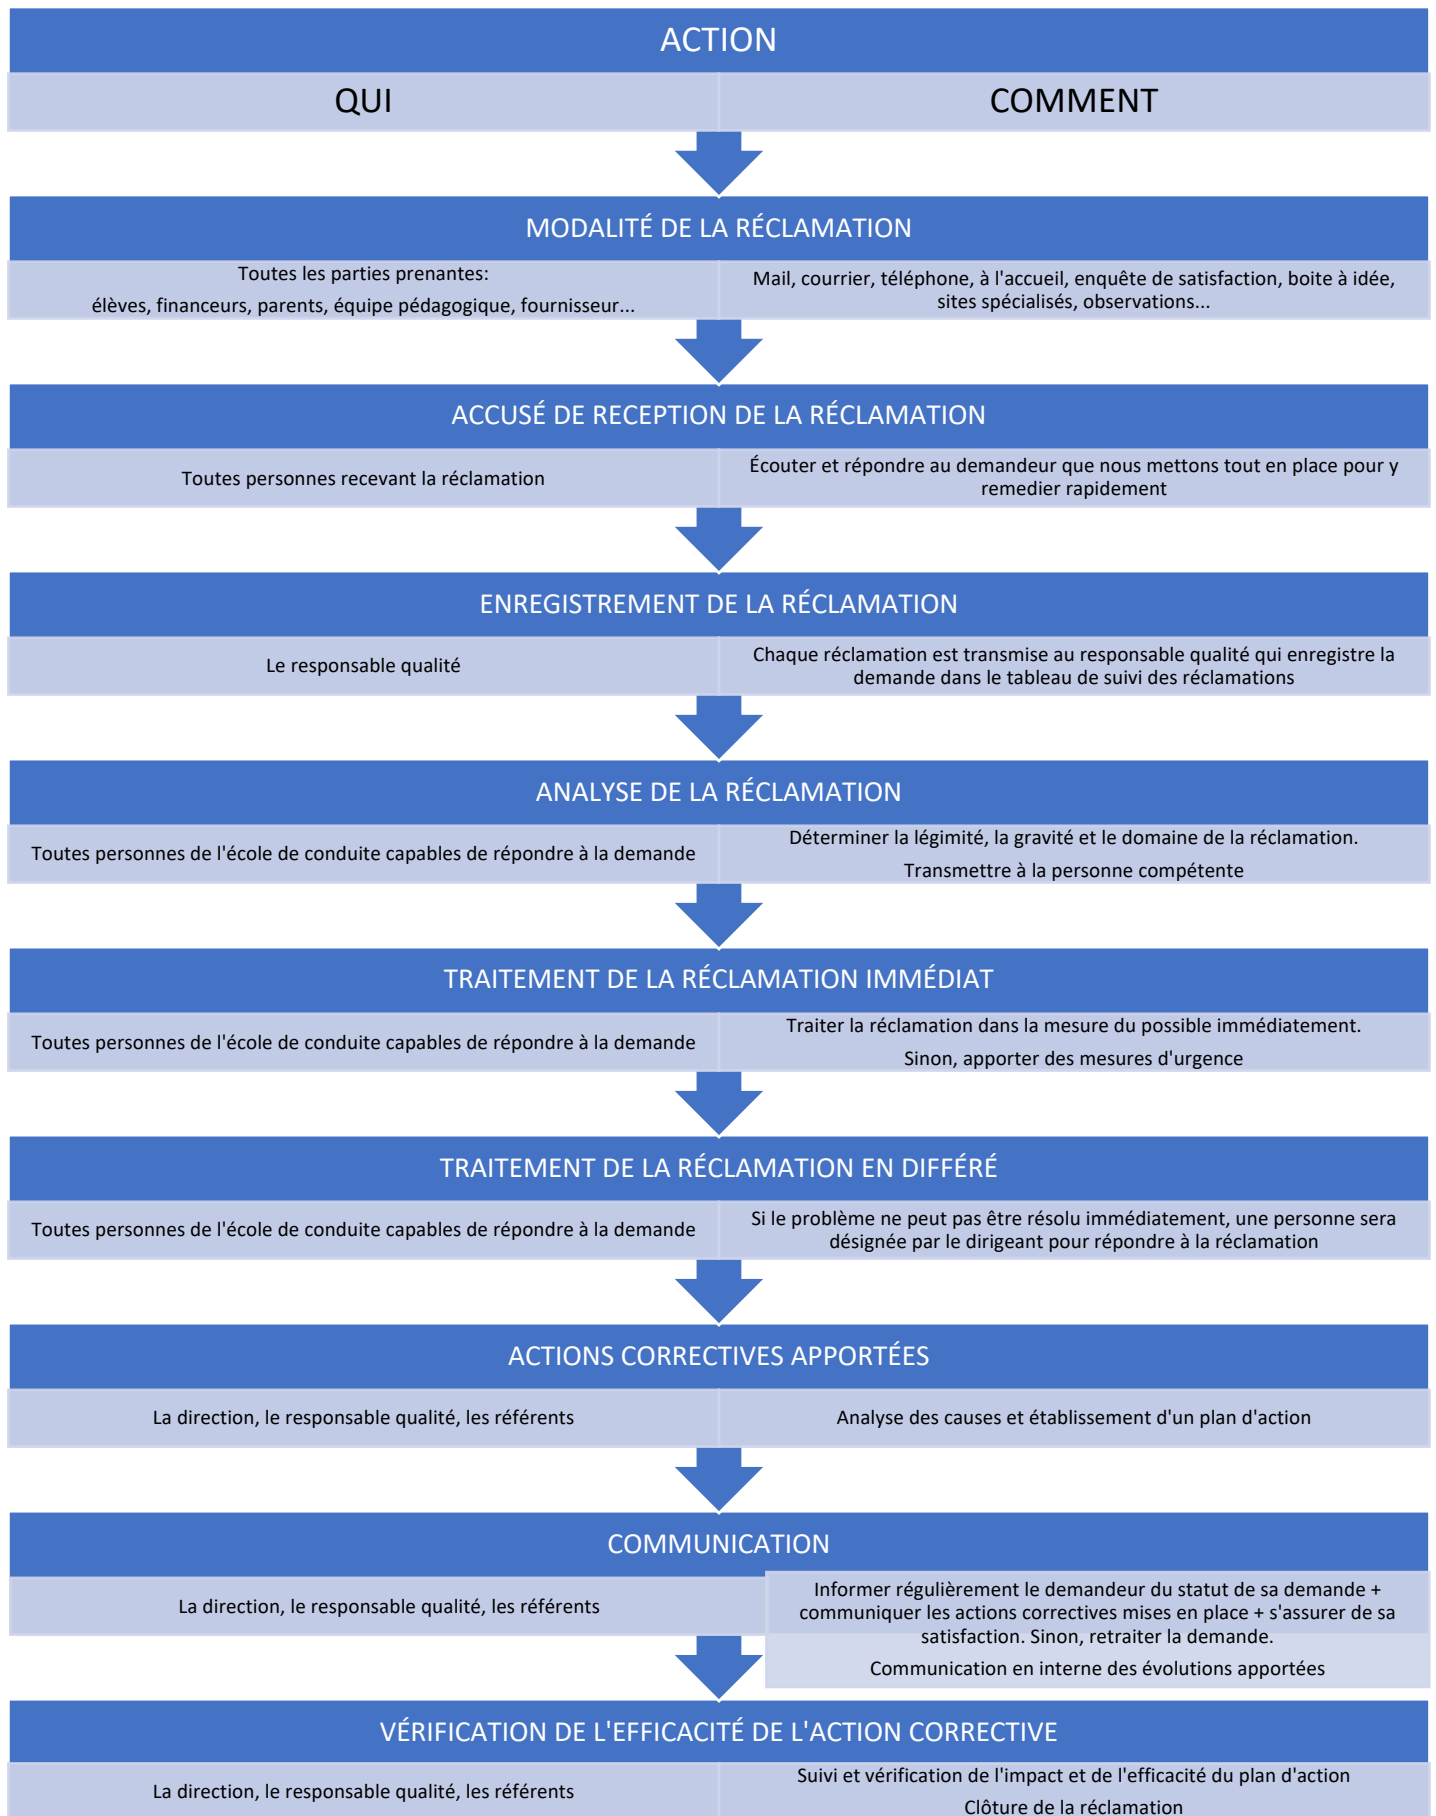 ACTION
QUI
COMMENT
MODALITÉ DE LA RÉCLAMATION
Toutes les parties prenantes:
élèves, financeurs, parents, équipe pédagogique, fournisseur...
Mail, courrier, téléphone, à l'accueil, enquête de satisfaction, boite à idée,
sites spécialisés, observations...
ACCUSÉ DE RECEPTION DE LA RÉCLAMATION
Toutes personnes recevant la réclamation
Écouter et répondre au demandeur que nous mettons tout en place pour y
remedier rapidement
ENREGISTREMENT DE LA RÉCLAMATION
Le responsable qualité
Chaque réclamation est transmise au responsable qualité qui enregistre la
demande dans le tableau de suivi des réclamations
ANALYSE DE LA RÉCLAMATION
Toutes personnes de l'école de conduite capables de répondre à la demande
Déterminer la légimité, la gravité et le domaine de la réclamation.
Transmettre à la personne compétente
TRAITEMENT DE LA RÉCLAMATION IMMÉDIAT
Toutes personnes de l'école de conduite capables de répondre à la demande
Traiter la réclamation dans la mesure du possible immédiatement.
Sinon, apporter des mesures d'urgence
TRAITEMENT DE LA RÉCLAMATION EN DIFFÉRÉ
Toutes personnes de l'école de conduite capables de répondre à la demande
Si le problème ne peut pas être résolu immédiatement, une personne sera
désignée par le dirigeant pour répondre à la réclamation
ACTIONS CORRECTIVES APPORTÉES
La direction, le responsable qualité, les référents
Analyse des causes et établissement d'un plan d'action
COMMUNICATION
La direction, le responsable qualité, les référents
Informer régulièrement le demandeur du statut de sa demande +
communiquer les actions correctives mises en place + s'assurer de sa
satisfaction. Sinon, retraiter la demande.
Communication en interne des évolutions apportées
VÉRIFICATION DE L'EFFICACITÉ DE L'ACTION CORRECTIVE
La direction, le responsable qualité, les référents
Suivi et vérification de l'impact et de l'efficacité du plan d'action
Clôture de la réclamation